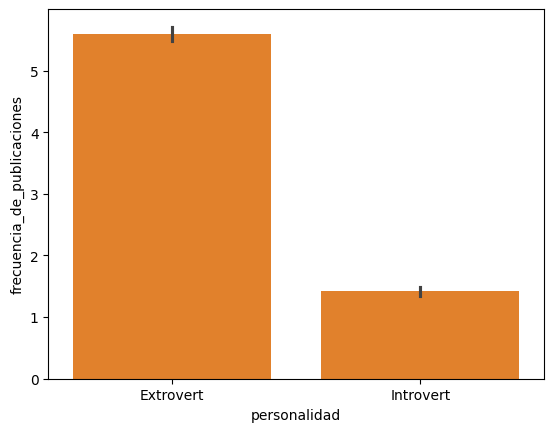 frecuencia_de_publicaciones
5
4
3
2
1
0
Extrovert Introvert
personalidad